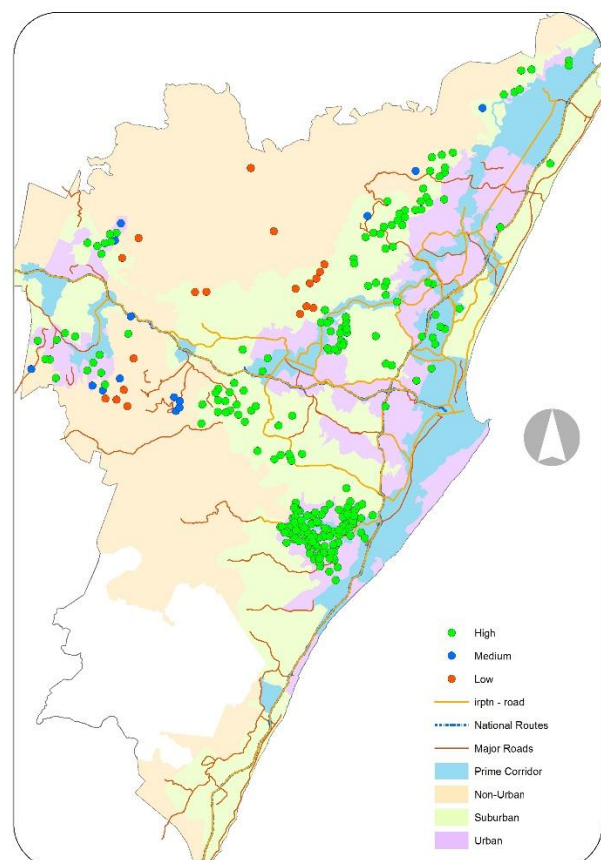 High
Medium
Low
irptn - road
National Routes
Major Roads
Prime Corridor
Non-Urban
Suburban
Urban